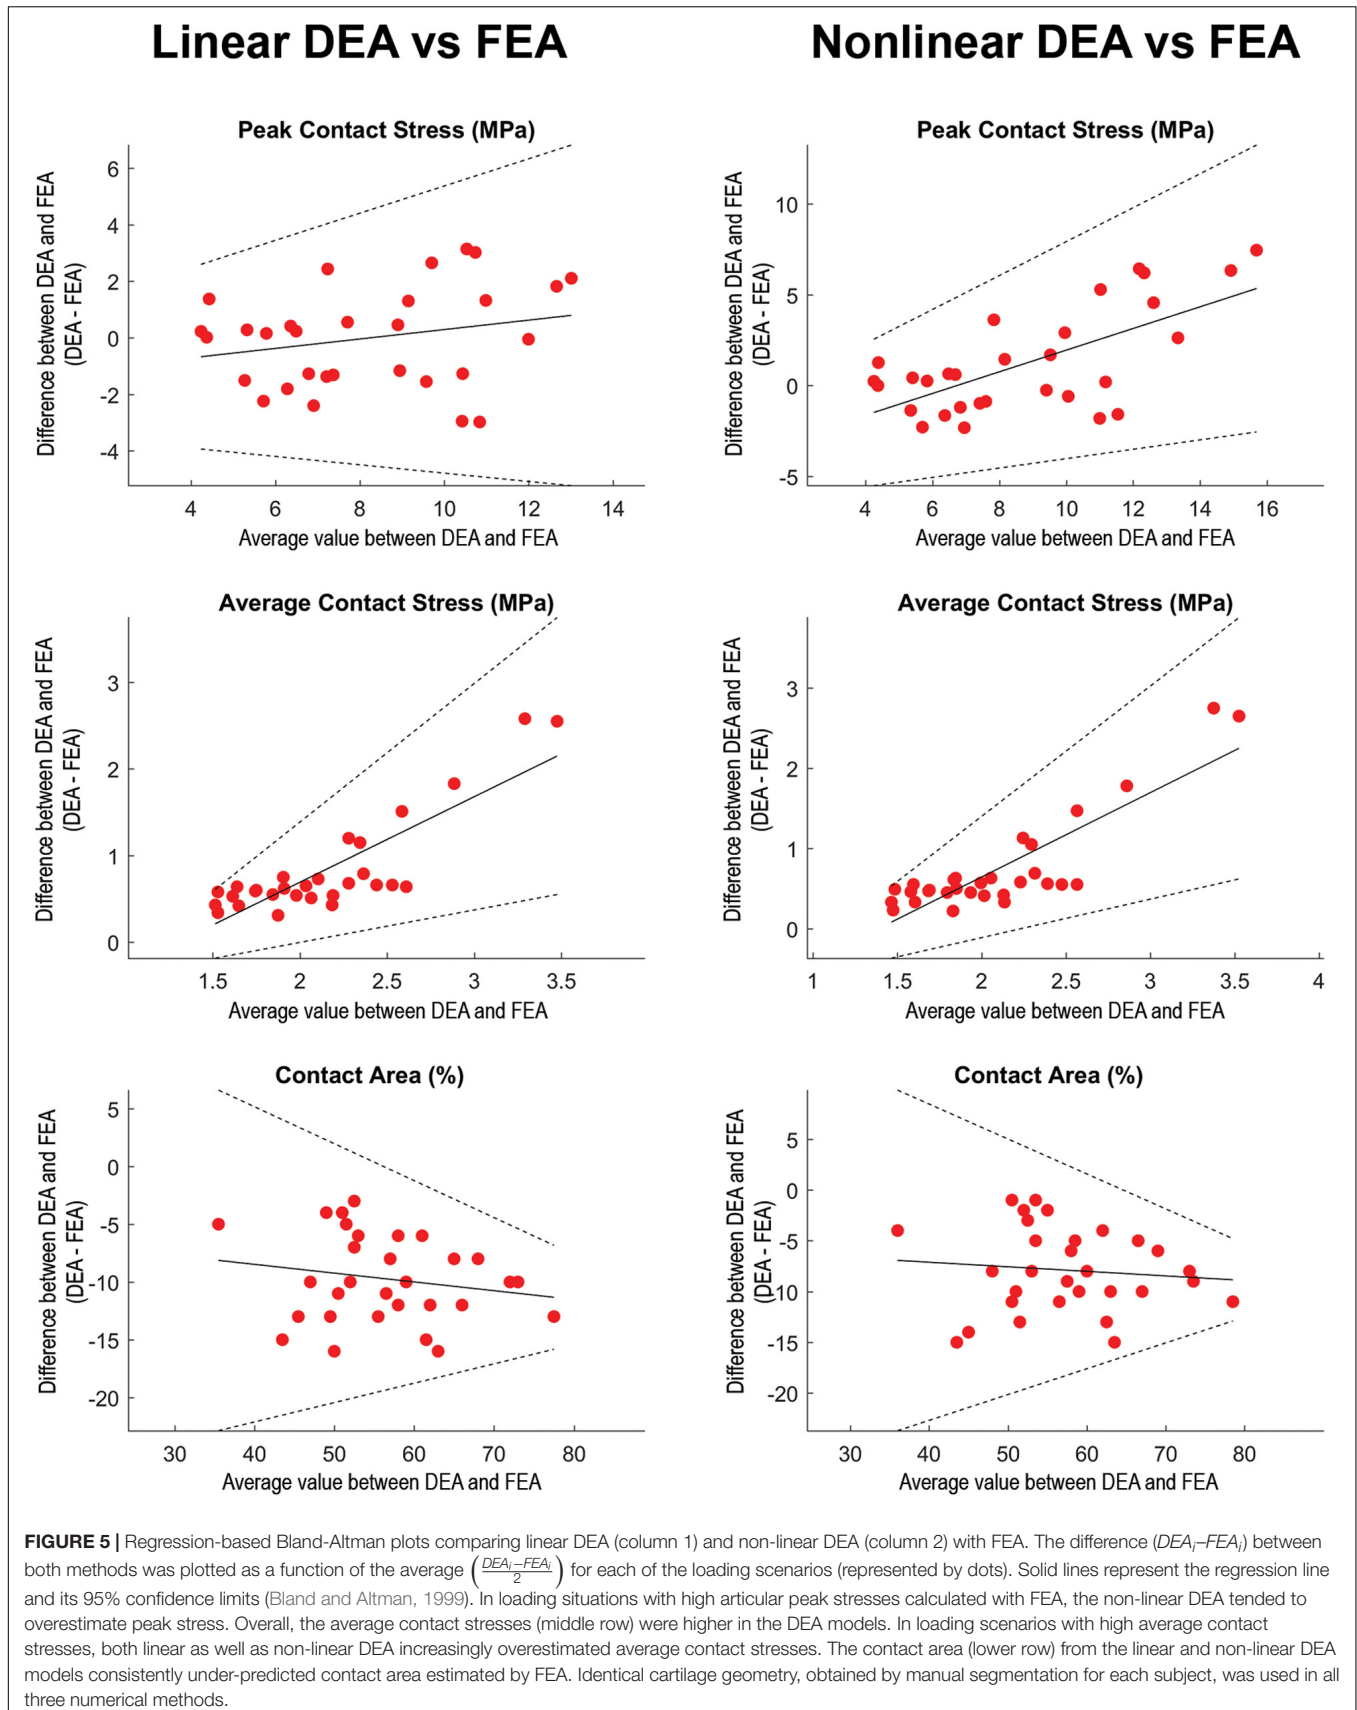 Linear DEA vs FEA
Nonlinear DEA vs FEA
Peak Contact Stress (MPa)
Difference between DEA and FEA
(DEA - FEA)
6
4
2
0
-2
-4
4 6 8 10 12 14
Average value between DEA and FEA
Peak Contact Stress (MPa)
Difference between DEA and FEA
(DEA - FEA)
10
5
0
-5
4 6 8 10 12 14 16
Average value between DEA and FEA
Average Contact Stress (MPa)
Difference between DEA and FEA
(DEA - FEA)
3
2
1
0
1.5 2 2.5 3 3.5
Average value between DEA and FEA
Average Contact Stress (MPa)
Difference between DEA and FEA
(DEA - FEA)
3
2
1
0
1 1.5 2 2.5 3 3.5 4
Average value between DEA and FEA
Contact Area (%)
Difference between DEA and FEA
(DEA - FEA)
5
0
-5
-10
-15
-20
30 40 50 60 70 80
Average value between DEA and FEA
Contact Area (%)
Difference between DEA and FEA
(DEA - FEA)
5
0
-5
-10
-15
-20
30 40 50 60 70 80
Average value between DEA and FEA
FIGURE 5 | Regression-based Bland-Altman plots comparing linear DEA (column 1) and non-linear DEA (column 2) with FEA. The difference (DEAi–FEAi) between
both methods was plotted as a function of the average (DEAi−FEAi/2) for each of the loading scenarios (represented by dots). Solid lines represent the regression line
and its 95% confidence limits (Bland and Altman, 1999). In loading situations with high articular peak stresses calculated with FEA, the non-linear DEA tended to
overestimate peak stress. Overall, the average contact stresses (middle row) were higher in the DEA models. In loading scenarios with high average contact
stresses, both linear as well as non-linear DEA increasingly overestimated average contact stresses. The contact area (lower row) from the linear and non-linear DEA
models consistently under-predicted contact area estimated by FEA. Identical cartilage geometry, obtained by manual segmentation for each subject, was used in all
three numerical methods.